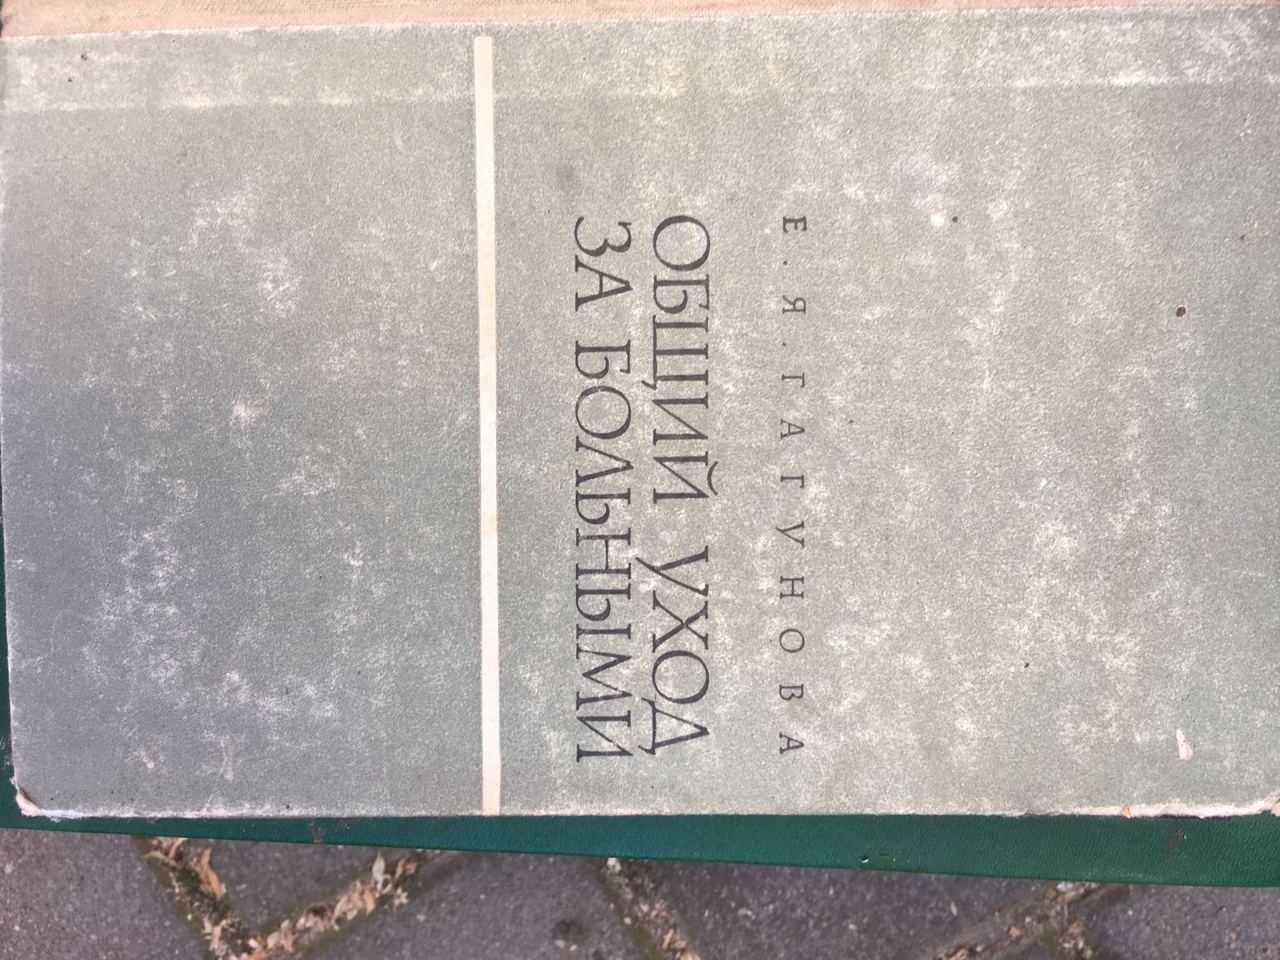 Е. Я. ГАГУНОВА
ОБЩИЙ УХОД
ЗА БОЛЬНЫМИ